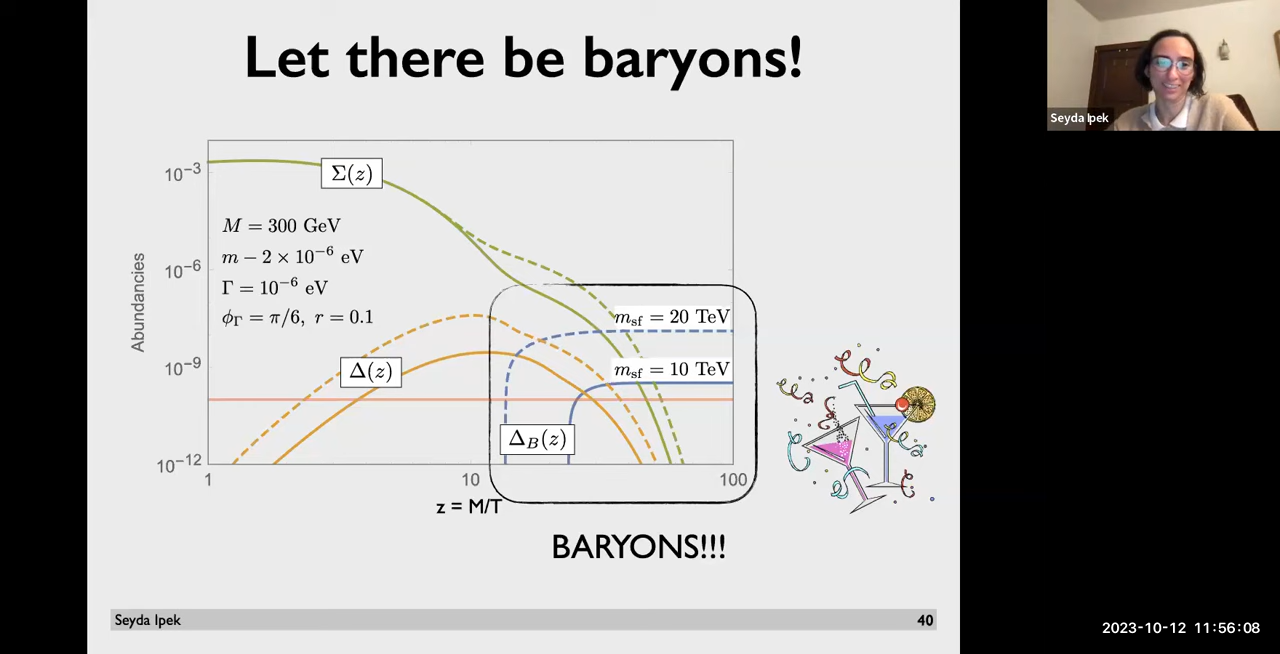 Let there be baryons!
Seyda Ipek
10⁻³
Σ(z)
M = 300 GeV
m – 2 × 10⁻⁶ eV
10⁻⁶
Γ = 10⁻⁶ eV
ϕ_Γ = π/6, r = 0.1
m_sf = 20 TeV
Abundancies
10⁻⁹
Δ(z)
m_sf = 10 TeV
Δ_B(z)
10⁻¹²
1
10
100
z = M/T
BARYONS!!!
Seyda Ipek
40
2023-10-12 11:56:08